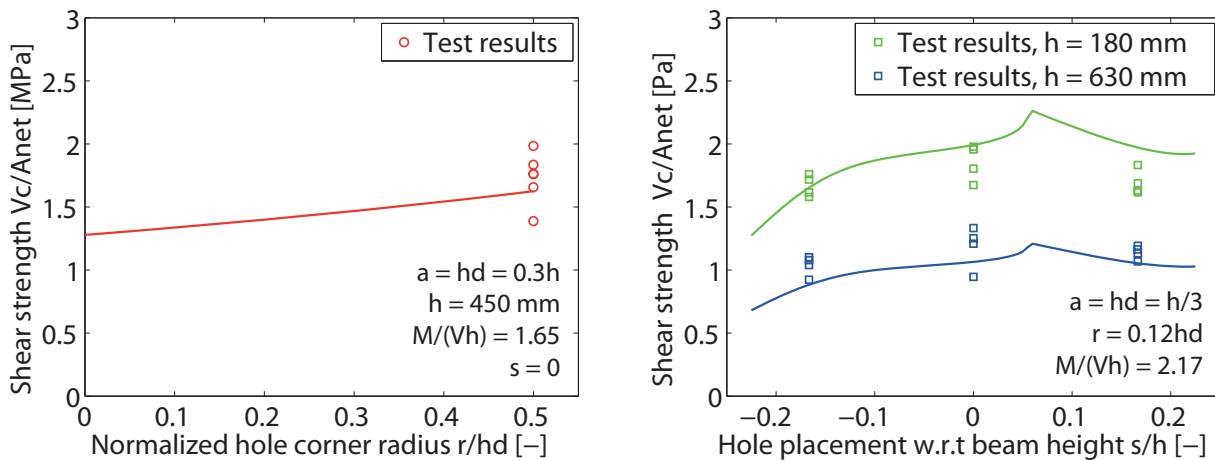 3
2.5
2
1.5
1
0.5
0
Shear strength Vc/Anet [MPa]
Test results
a = hd = 0.3h
h = 450 mm
M/(Vh) = 1.65
s = 0
0 0.1 0.2 0.3 0.4 0.5
Normalized hole corner radius r/hd [−]
3
2.5
2
1.5
1
0.5
0
Shear strength Vc/Anet [Pa]
Test results, h = 180 mm
Test results, h = 630 mm
a = hd = h/3
r = 0.12hd
M/(Vh) = 2.17
−0.2 −0.1 0 0.1 0.2
Hole placement w.r.t beam height s/h [−]